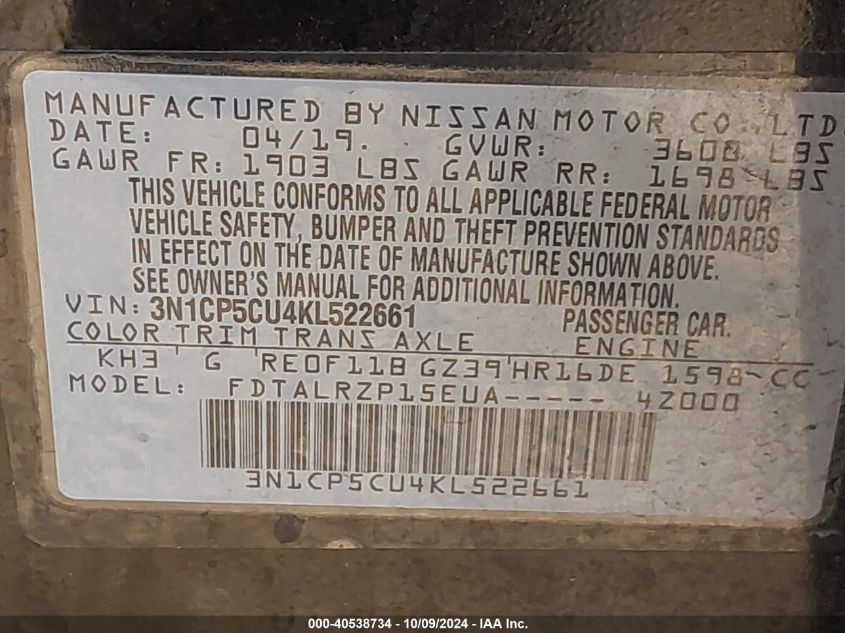 MANUFACTURED BY NISSAN MOTOR CO., LTD.
DATE: 04/19. GVWR: 3608 LBS
GAWR FR: 1903 LBS GAWR RR: 1698 LBS
THIS VEHICLE CONFORMS TO ALL APPLICABLE FEDERAL MOTOR
VEHICLE SAFETY, BUMPER AND THEFT PREVENTION STANDARDS
IN EFFECT ON THE DATE OF MANUFACTURE SHOWN ABOVE.
SEE OWNER'S MANUAL FOR ADDITIONAL INFORMATION.
VIN: 3N1CP5CU4KL522661 PASSENGER CAR.
COLOR TRIM TRANS AXLE ENGINE
KH3 G RE0F11B GZ39 HR16DE 1598-CC
MODEL: FDTALRZP15EUA----- 4Z000
3N1CP5CU4KL522661
000-40538734 - 10/09/2024 - IAA Inc.